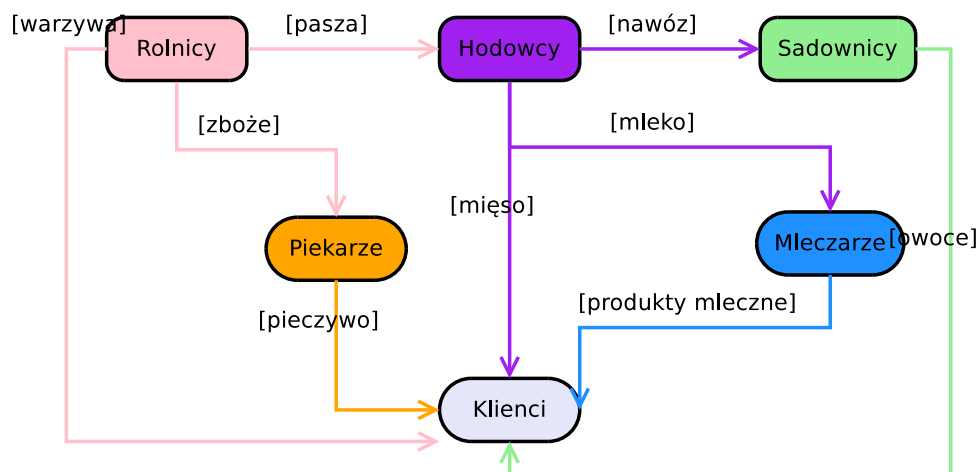 [warzywa]
Rolnicy
[pasza]
Hodowcy
[nawóz]
Sadownicy
[zboże]
[mleko]
[mięso]
Piekarze
Mleczarze
[owoce]
[pieczywo]
[produkty mleczne]
Klienci